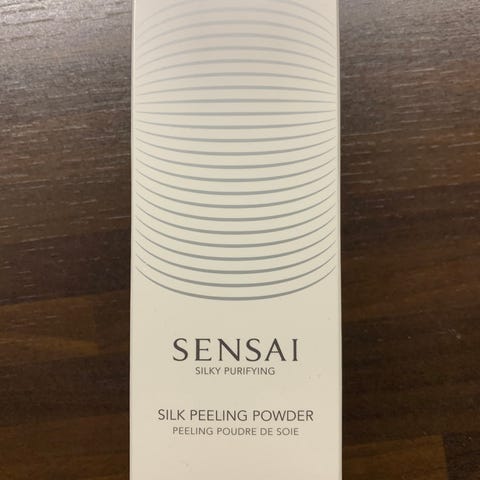 SENSAI
SILKY PURIFYING
SILK PEELING POWDER
PEELING POUDRE DE SOIE